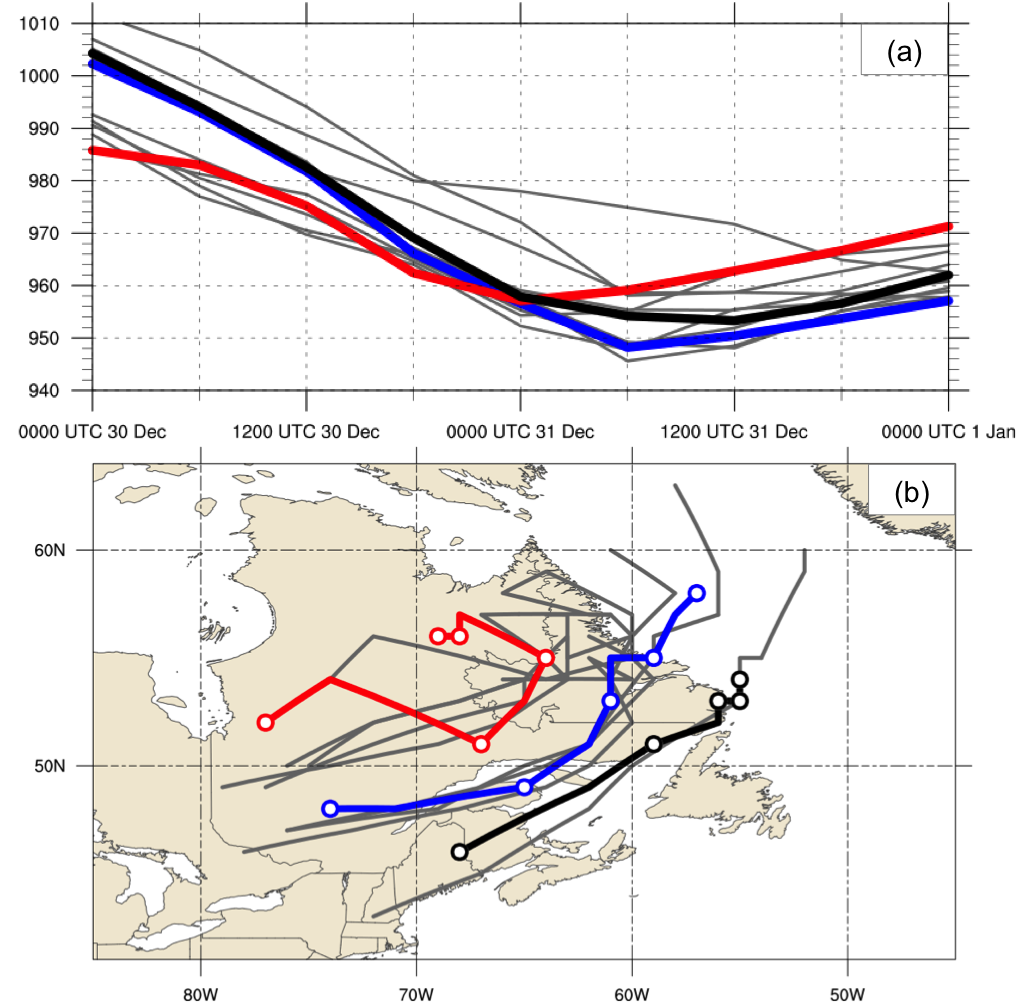 1010
(a)
1000
990
980
970
960
950
940
0000 UTC 30 Dec 1200 UTC 30 Dec 0000 UTC 31 Dec 1200 UTC 31 Dec 0000 UTC 1 Jan
(b)
60N
50N
80W 70W 60W 50W